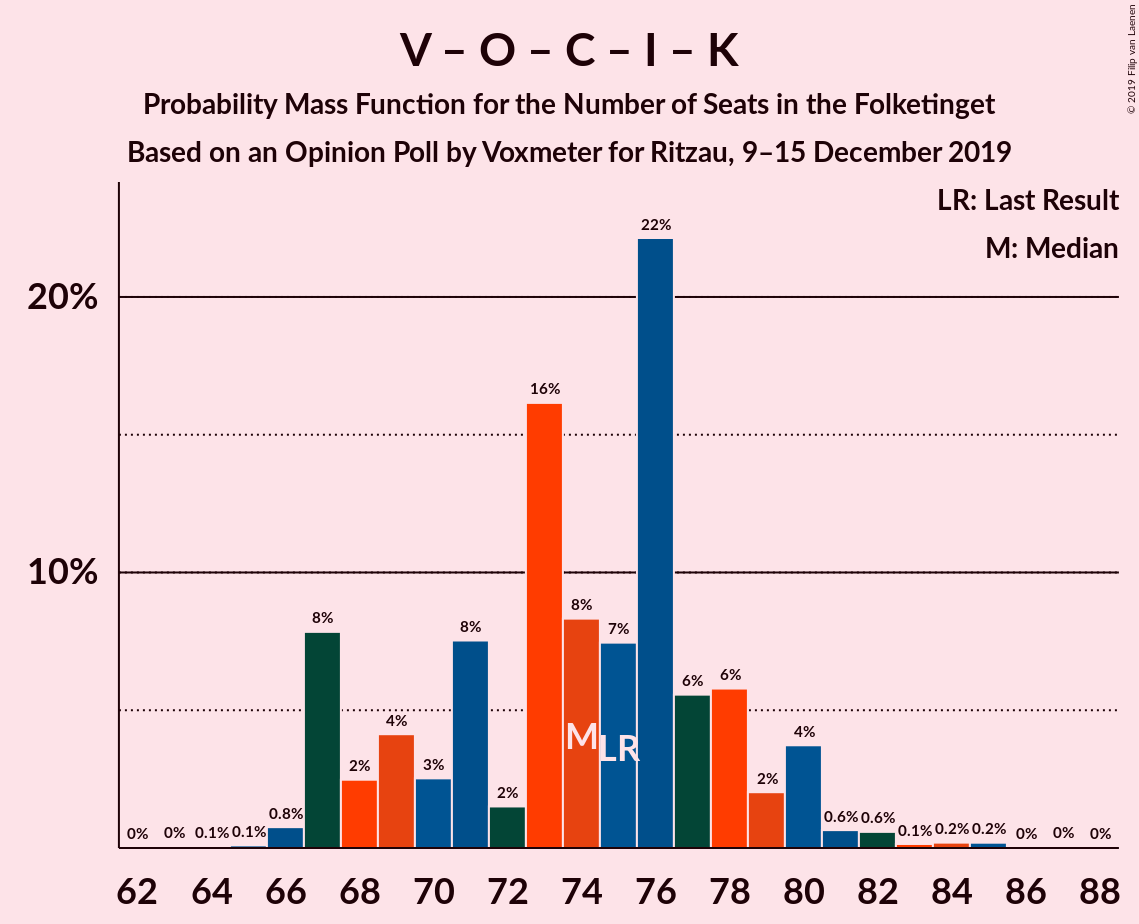 V – O – C – I – K
Probability Mass Function for the Number of Seats in the Folketinget
Based on an Opinion Poll by Voxmeter for Ritzau, 9–15 December 2019
© 2019 Filip van Laenen
LR: Last Result
M: Median
20%
10%
0% 0% 0.1% 0.1% 0.8% 8% 2% 4% 3% 8% 2% 16% 8% 7% 22% 6% 6% 2% 4% 0.6% 0.6% 0.1% 0.2% 0.2% 0% 0% 0%
M LR
62 64 66 68 70 72 74 76 78 80 82 84 86 88